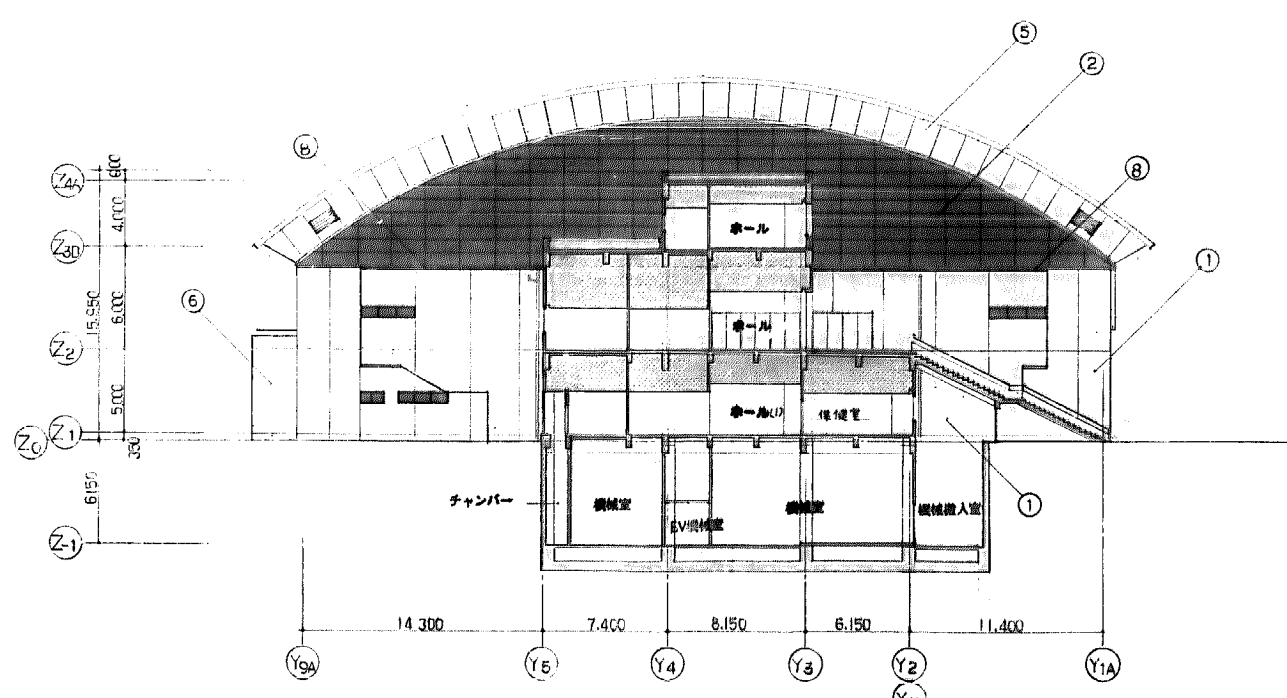 ⑤
②
⑧
Z4A
600
⑧
4.000
Z3D
①
6.000
15.950
⑥
ホール
ホール
Z2
5.000
ホール(1)
保健室
Z1
Z0
350
6150
チャンバー
機械室
EV機械室
機械室
機械搬入室
①
Z-1
14.300
7.400
8.150
6.150
11.400
Y9A
Y5
Y4
Y3
Y2
Y1A